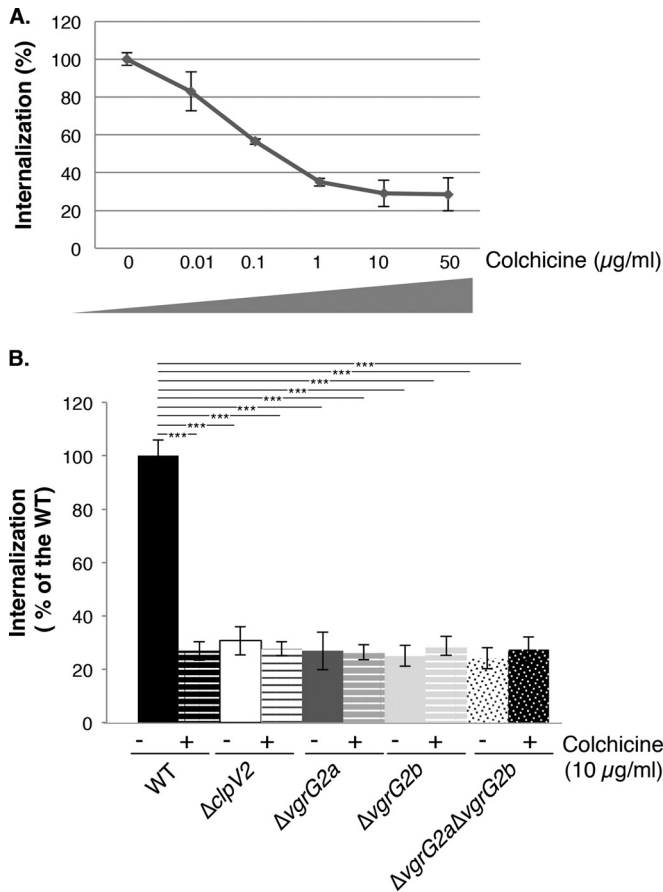 A.
120
100
80
60
40
20
0
Internalization (%)
0 0.01 0.1 1 10 50 Colchicine (µg/ml)
B.
***
***
***
***
***
***
***
***
***
120
100
80
60
40
20
0
Internalization
( % of the WT)
- + - + - + - + - + Colchicine
(10 µg/ml)
WT ΔclpV2 ΔvgrG2a ΔvgrG2b ΔvgrG2aΔvgrG2b